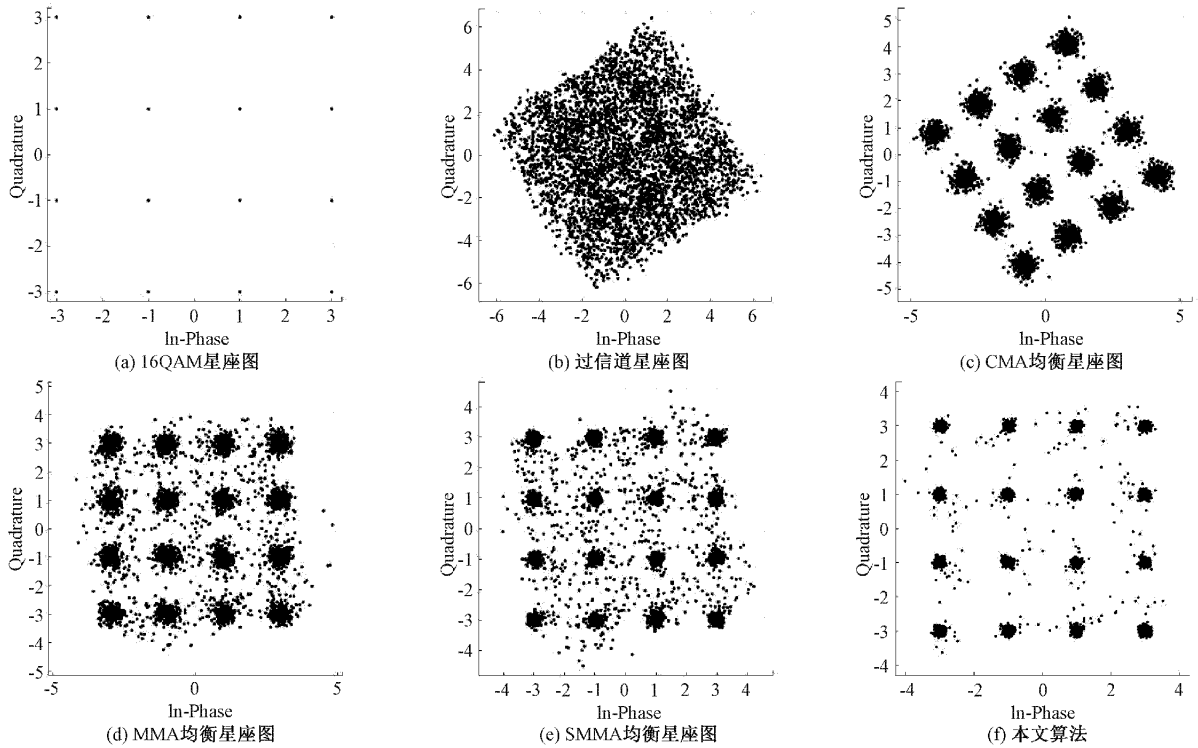 3
2
1
0
-1
-2
-3
Quadrature
-3 -2 -1 0 1 2 3
ln-Phase
(a) 16QAM星座图
6
4
2
0
-2
-4
-6
Quadrature
-6 -4 -2 0 2 4 6
ln-Phase
(b) 过信道星座图
5
4
3
2
1
0
-1
-2
-3
-4
-5
Quadrature
-5 0 5
ln-Phase
(c) CMA均衡星座图
5
4
3
2
1
0
-1
-2
-3
-4
-5
Quadrature
-5 0 5
ln-Phase
(d) MMA均衡星座图
4
3
2
1
0
-1
-2
-3
-4
Quadrature
-4 -3 -2 -1 0 1 2 3 4
ln-Phase
(e) SMMA均衡星座图
4
3
2
1
0
-1
-2
-3
-4
Quadrature
-4 -2 0 2 4
ln-Phase
(f) 本文算法